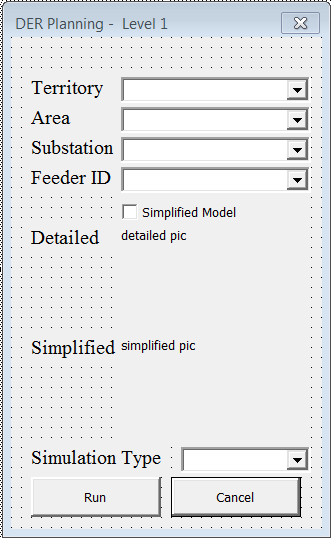 DER Planning - Level 1
Territory
Area
Substation
Feeder ID
Simplified Model
Detailed detailed pic
Simplified simplified pic
Simulation Type
Run Cancel